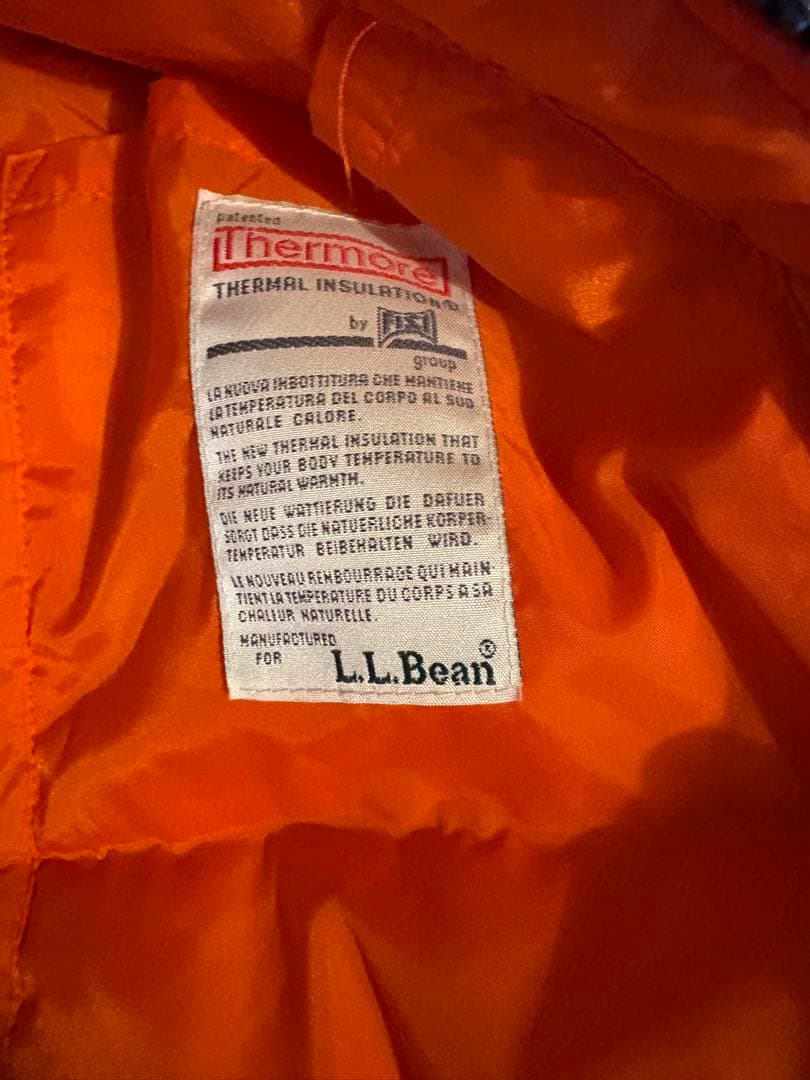 patented
Thermore
THERMAL INSULATION®
by FISI
group
LA NUOVA IMBOTTITURA CHE MANTIENE
LA TEMPERATURA DEL CORPO AL SUO
NATURALE CALORE.
THE NEW THERMAL INSULATION THAT
KEEPS YOUR BODY TEMPERATURE TO
ITS NATURAL WARMTH.
DIE NEUE WATTIERUNG DIE DAFUER
SORGT DASS DIE NATUERLICHE KORPER-
TEMPERATUR BEIBEHALTEN WIRD.
LE NOUVEAU REMBOURRAGE QUI MAIN-
TIENT LA TEMPERATURE DU CORPS A SA
CHALEUR NATURELLE.
MANUFACTURED
FOR L.L.Bean®